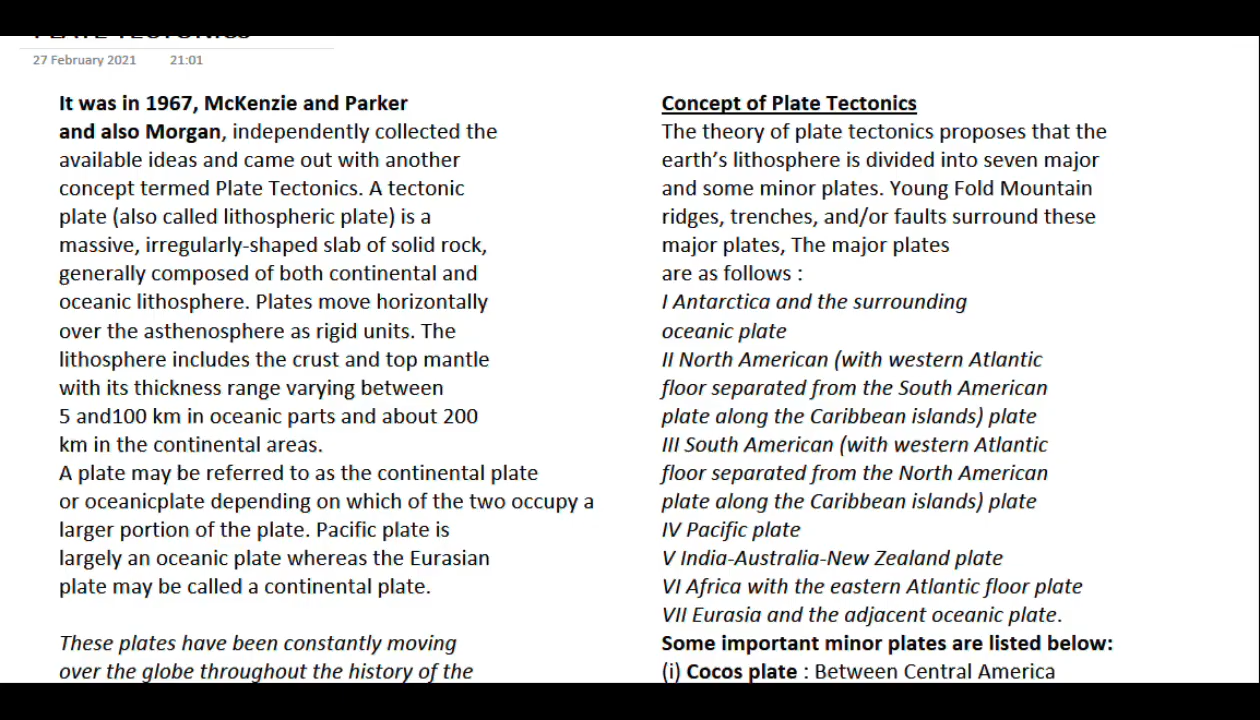 PLATE TECTONICS
27 February 2021 21:01
It was in 1967, McKenzie and Parker
and also Morgan, independently collected the
available ideas and came out with another
concept termed Plate Tectonics. A tectonic
plate (also called lithospheric plate) is a
massive, irregularly-shaped slab of solid rock,
generally composed of both continental and
oceanic lithosphere. Plates move horizontally
over the asthenosphere as rigid units. The
lithosphere includes the crust and top mantle
with its thickness range varying between
5 and100 km in oceanic parts and about 200
km in the continental areas.
A plate may be referred to as the continental plate
or oceanicplate depending on which of the two occupy a
larger portion of the plate. Pacific plate is
largely an oceanic plate whereas the Eurasian
plate may be called a continental plate.
These plates have been constantly moving
over the globe throughout the history of the
Concept of Plate Tectonics
The theory of plate tectonics proposes that the
earth's lithosphere is divided into seven major
and some minor plates. Young Fold Mountain
ridges, trenches, and/or faults surround these
major plates, The major plates
are as follows :
I Antarctica and the surrounding
oceanic plate
II North American (with western Atlantic
floor separated from the South American
plate along the Caribbean islands) plate
III South American (with western Atlantic
floor separated from the North American
plate along the Caribbean islands) plate
IV Pacific plate
V India-Australia-New Zealand plate
VI Africa with the eastern Atlantic floor plate
VII Eurasia and the adjacent oceanic plate.
Some important minor plates are listed below:
(i) Cocos plate : Between Central America